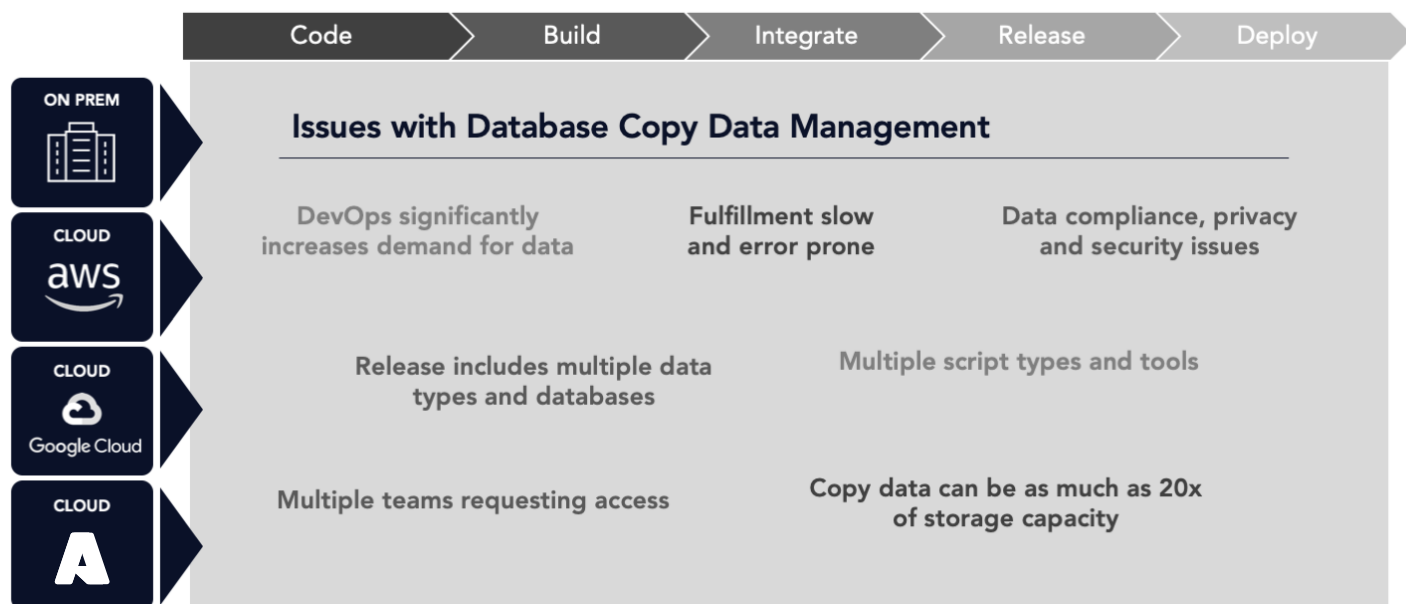 Code
Build
Integrate
Release
Deploy
ON PREM
CLOUD
aws
CLOUD
Google Cloud
CLOUD
A
Issues with Database Copy Data Management
DevOps significantly
increases demand for data
Fulfillment slow
and error prone
Data compliance, privacy
and security issues
Release includes multiple data
types and databases
Multiple script types and tools
Multiple teams requesting access
Copy data can be as much as 20x
of storage capacity